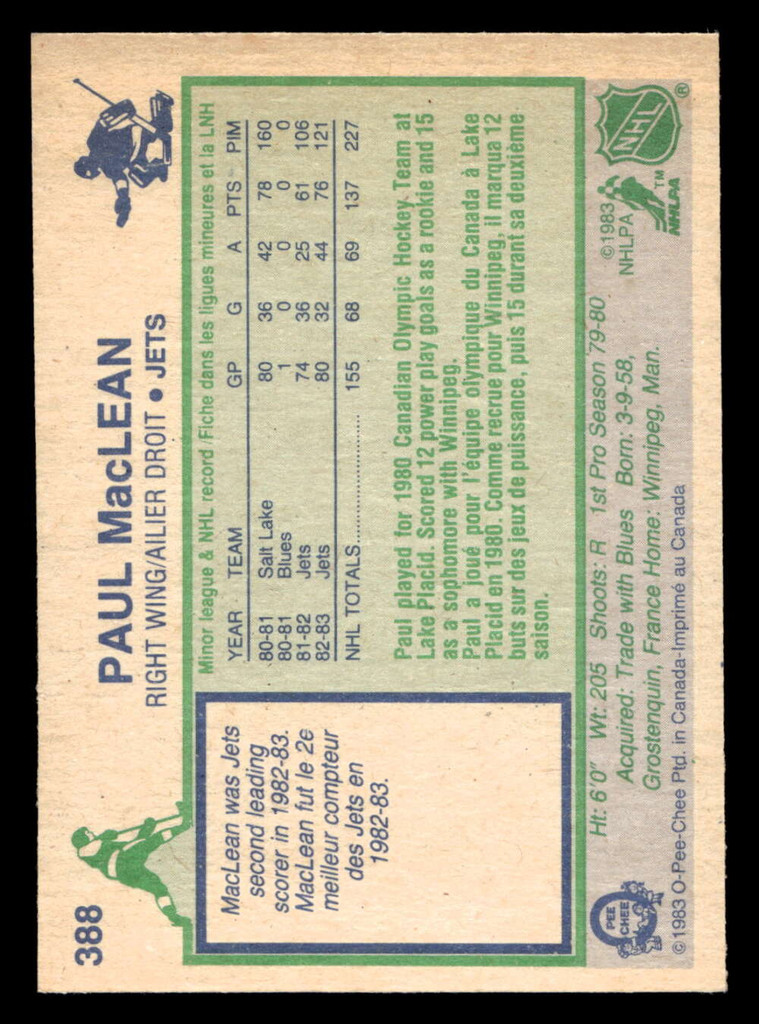 388
PAUL MacLEAN
RIGHT WING/AILIER DROIT • JETS
MacLean was Jets
second leading
scorer in 1982-83.
MacLean fut le 2e
meilleur compteur
des Jets en
1982-83.
Minor league & NHL record/Fiche dans les ligues mineures et la LNH
YEAR TEAM GP G A PTS PIM
80-81 Salt Lake 80 36 42 78 160
80-81 Blues 1 0 0 0 0
81-82 Jets 74 36 25 61 106
82-83 Jets 80 32 44 76 121
NHL TOTALS.................... 155 68 69 137 227
Paul played for 1980 Canadian Olympic Hockey Team at
Lake Placid. Scored 12 power play goals as a rookie and 15
as a sophomore with Winnipeg.
Paul a joué pour l'équipe olympique du Canada à Lake
Placid en 1980. Comme recrue pour Winnipeg, il marqua 12
buts sur des jeux de puissance, puis 15 durant sa deuxième
saison.
Ht: 6'0" Wt: 205 Shoots: R 1st Pro Season 79-80
Acquired: Trade with Blues Born: 3-9-58,
Grostenquin, France Home: Winnipeg, Man.
©1983 O-Pee-Chee Ptd. in Canada-Imprimé au Canada
O
PEE
CHEE
©1983
NHLPA
NHLPA
TM
NHL
®